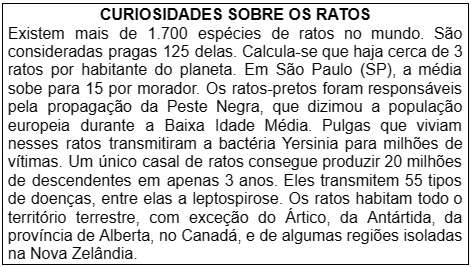 CURIOSIDADES SOBRE OS RATOS
Existem mais de 1.700 espécies de ratos no mundo. São
consideradas pragas 125 delas. Calcula-se que haja cerca de 3
ratos por habitante do planeta. Em São Paulo (SP), a média
sobe para 15 por morador. Os ratos-pretos foram responsáveis
pela propagação da Peste Negra, que dizimou a população
europeia durante a Baixa Idade Média. Pulgas que viviam
nesses ratos transmitiram a bactéria Yersinia para milhões de
vítimas. Um único casal de ratos consegue produzir 20 milhões
de descendentes em apenas 3 anos. Eles transmitem 55 tipos
de doenças, entre elas a leptospirose. Os ratos habitam todo o
território terrestre, com exceção do Ártico, da Antártida, da
província de Alberta, no Canadá, e de algumas regiões isoladas
na Nova Zelândia.